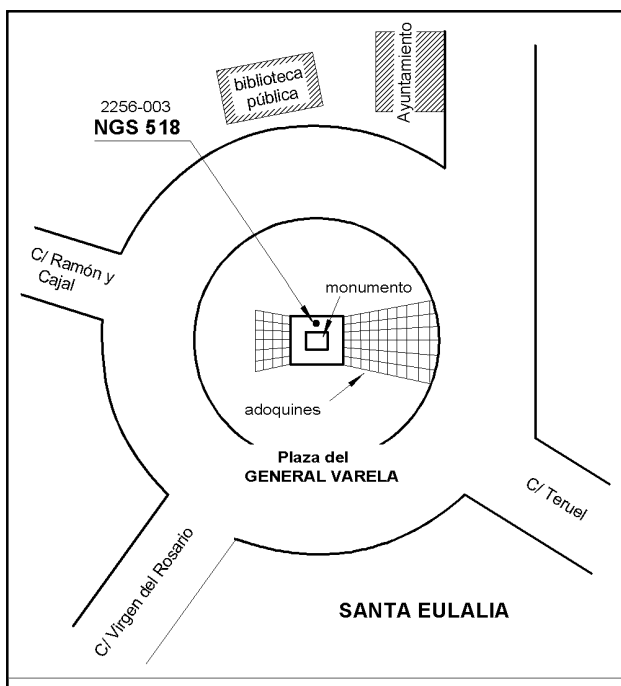 biblioteca
pública
Ayuntamiento
2256-003
NGS 518
C/ Ramón y
Cajal
monumento
adoquines
Plaza del
GENERAL VARELA
C/ Teruel
C/ Virgen del Rosario
SANTA EULALIA